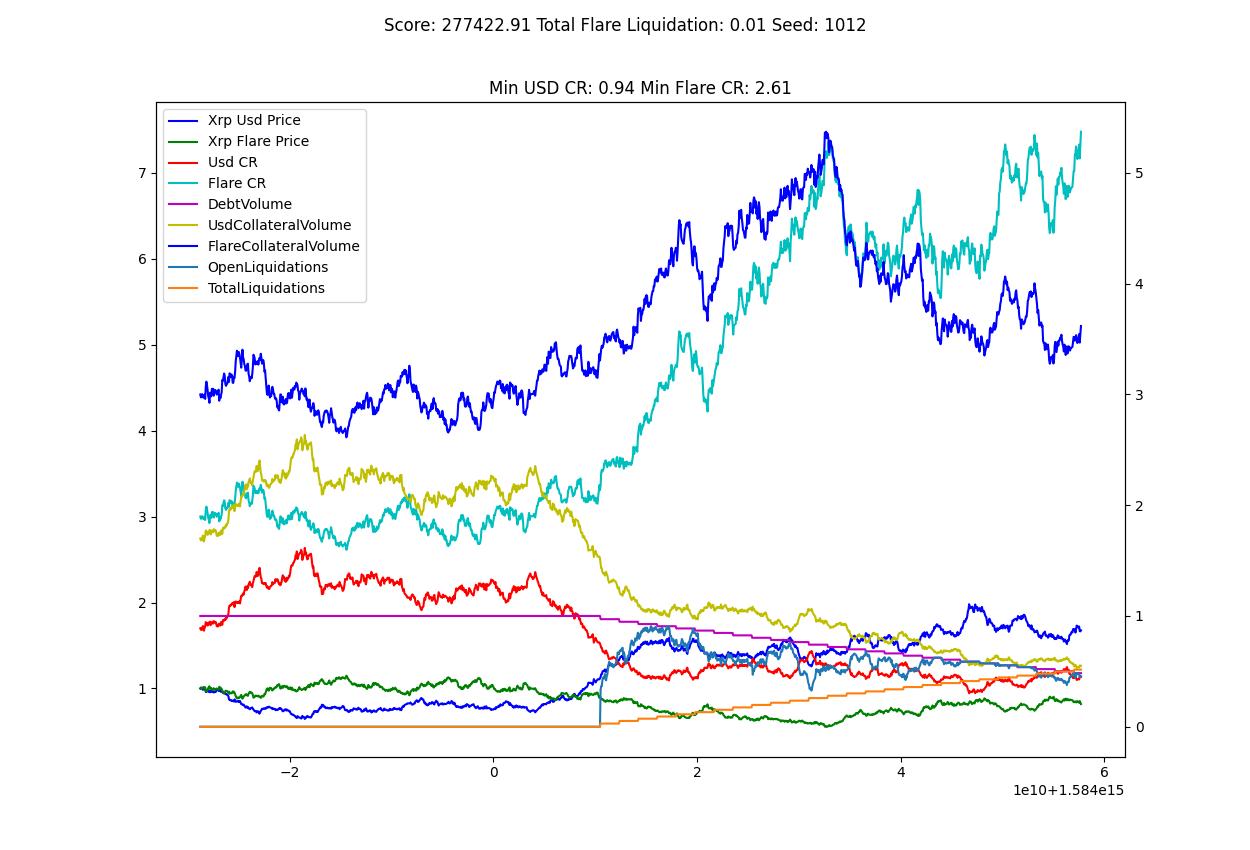 Score: 277422.91 Total Flare Liquidation: 0.01 Seed: 1012
Min USD CR: 0.94 Min Flare CR: 2.61
Xrp Usd Price
Xrp Flare Price
Usd CR
Flare CR
DebtVolume
UsdCollateralVolume
FlareCollateralVolume
OpenLiquidations
TotalLiquidations
7
6
5
4
3
2
1
5
4
3
2
1
0
−2
0
2
4
6
1e10+1.584e15